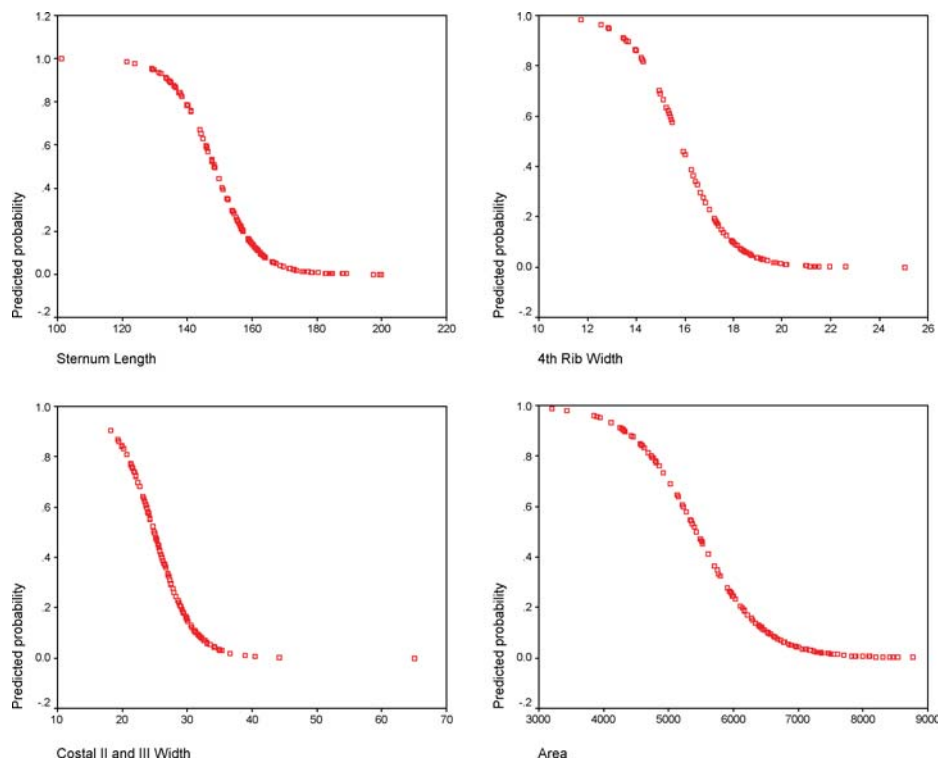 1.2
1.0
.8
.6
.4
.2
0.0
-.2
Predicted probability
100 120 140 160 180 200 220
Sternum Length
1.0
.8
.6
.4
.2
0.0
-.2
Predicted probability
10 12 14 16 18 20 22 24 26
4th Rib Width
1.0
.8
.6
.4
.2
0.0
-.2
Predicted probability
10 20 30 40 50 60 70
Costal II and III Width
1.0
.8
.6
.4
.2
0.0
-.2
Predicted probability
3000 4000 5000 6000 7000 8000 9000
Area